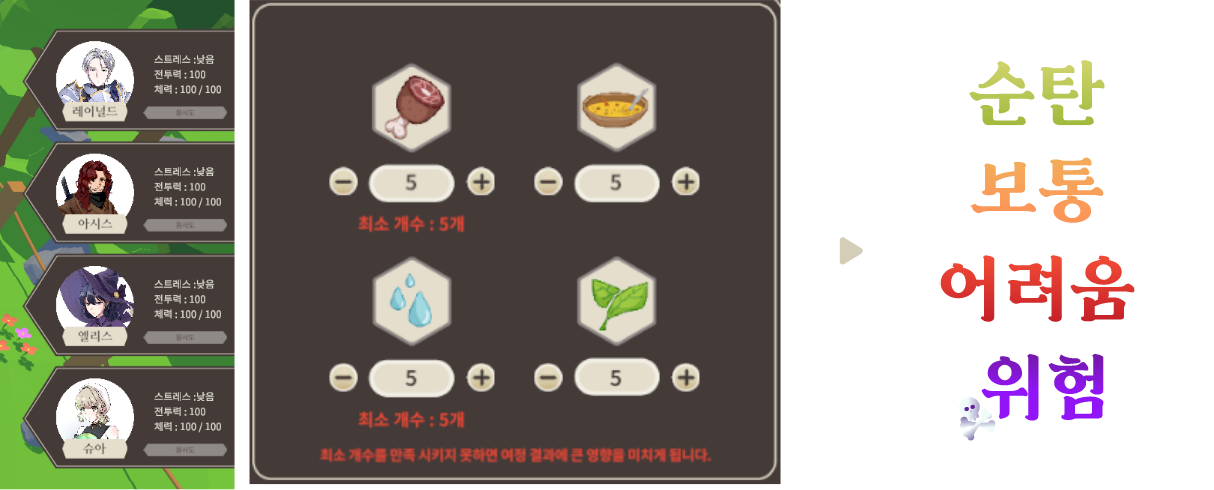 스트레스 :낮음
전투력 : 100
체력 : 100 / 100
레이널드
스트레스 :낮음
전투력 : 100
체력 : 100 / 100
아시스
스트레스 :낮음
전투력 : 100
체력 : 100 / 100
엘리스
스트레스 :낮음
전투력 : 100
체력 : 100 / 100
슈아
5
5
최소 개수 : 5개
5
5
최소 개수 : 5개
최소 개수를 만족 시키지 못하면 여정 결과에 큰 영향을 미치게 됩니다.
순탄
보통
어려움
위험